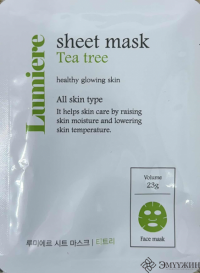 Lumiere
sheet mask
Tea tree
healthy glowing skin
All skin type
It helps skin care by raising
skin moisture and lowering
skin temperature.
Volume
23g
Face mask
루미에르 시트 마스크 | 티트리
ЭМҮҮЖИН